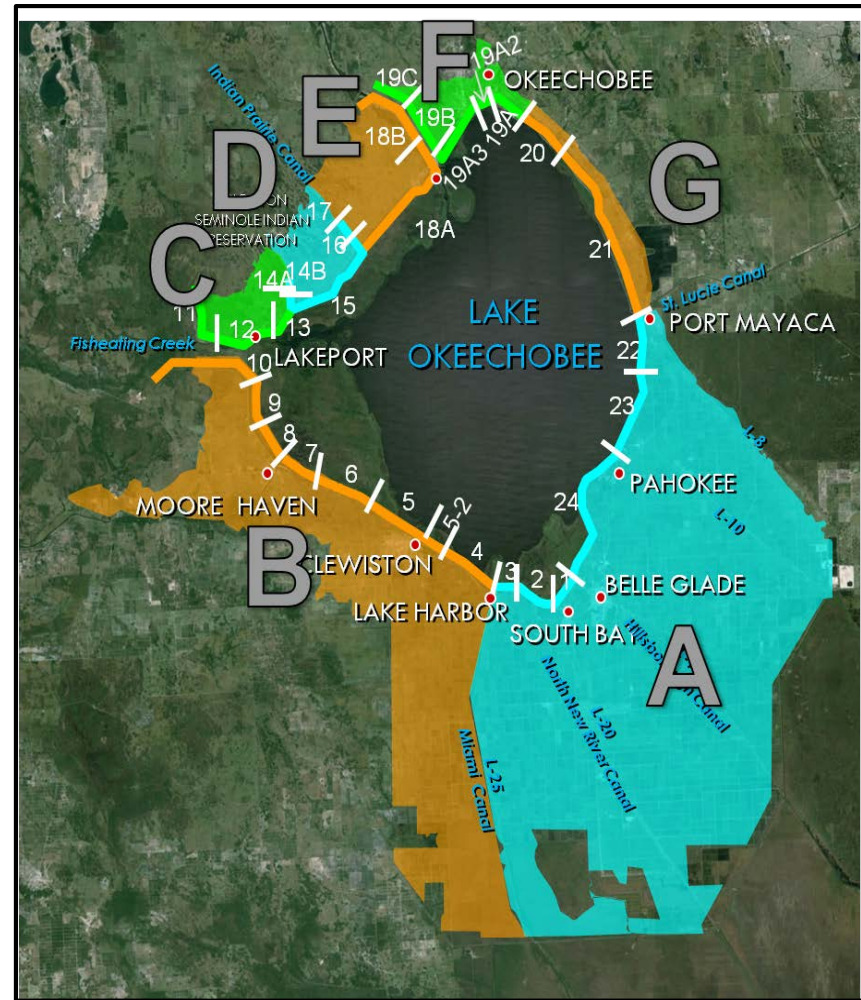 F
19A2
OKEECHOBEE
19C
E
19B
19A
18B
20
Indian Prairie Canal
19A3
D
G
17
SEMINOLE INDIAN
RESERVATION
18A
16
C
21
14A
14B
15
11
St. Lucie Canal
LAKE
OKEECHOBEE
PORT MAYACA
12
13
Fisheating Creek
LAKEPORT
22
10
23
9
8
7
L-8
6
PAHOKEE
MOORE HAVEN
24
5
5-2
L-10
B
CLEWISTON
4
3
2
1
BELLE GLADE
LAKE HARBOR
SOUTH BAY
A
North New River Canal
L-20
L-25
Miami Canal